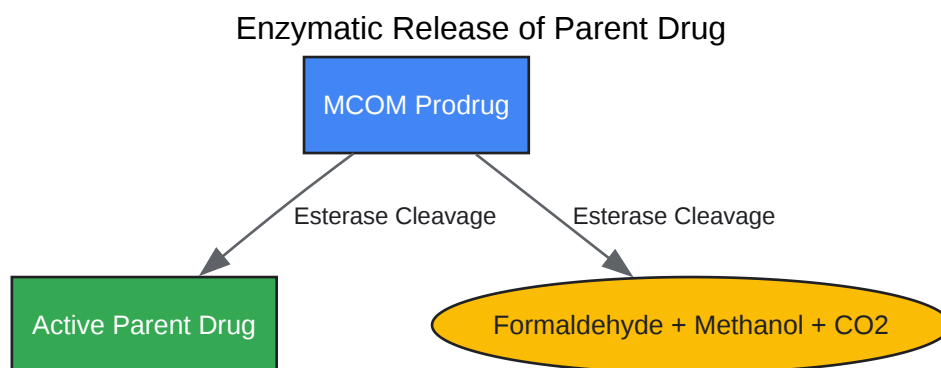 Enzymatic Release of Parent Drug
MCOM Prodrug
Esterase Cleavage
Esterase Cleavage
Active Parent Drug
Formaldehyde + Methanol + CO2